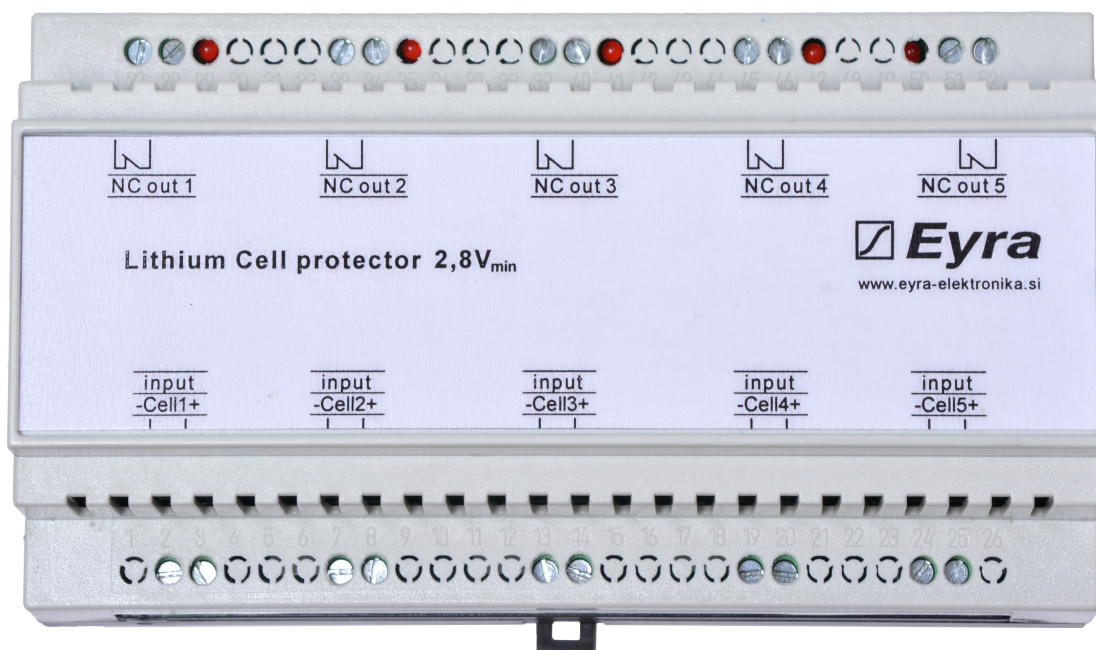 NC out 1 NC out 2 NC out 3 NC out 4 NC out 5
Lithium Cell protector 2,8Vmin
Eyra
www.eyra-elektronika.si
input input input input input
-Cell1+ -Cell2+ -Cell3+ -Cell4+ -Cell5+
1 2 3 4 5 6 7 8 9 10 11 12 13 14 15 16 17 18 19 20 21 22 23 24 25 26